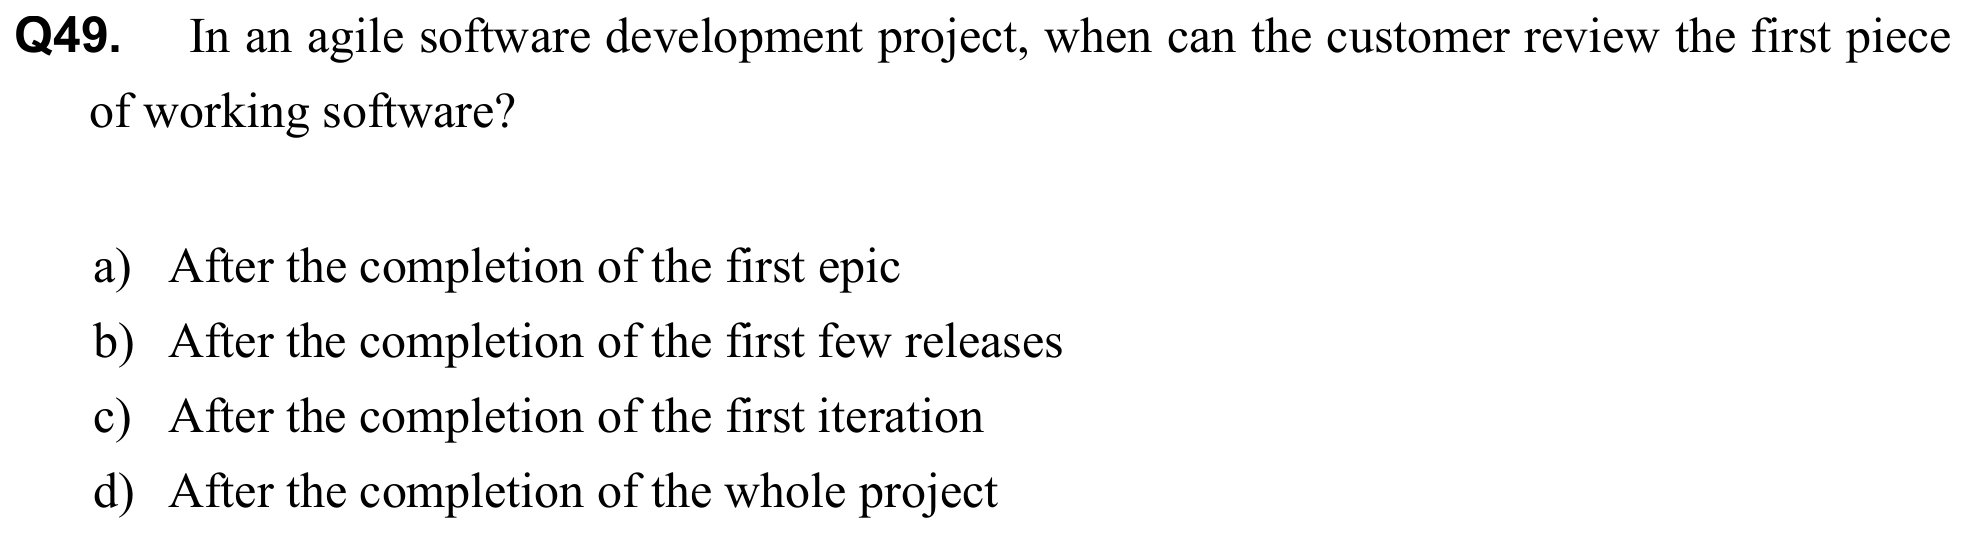 Q49. In an agile software development project, when can the customer review the first piece
of working software?
a) After the completion of the first epic
b) After the completion of the first few releases
c) After the completion of the first iteration
d) After the completion of the whole project